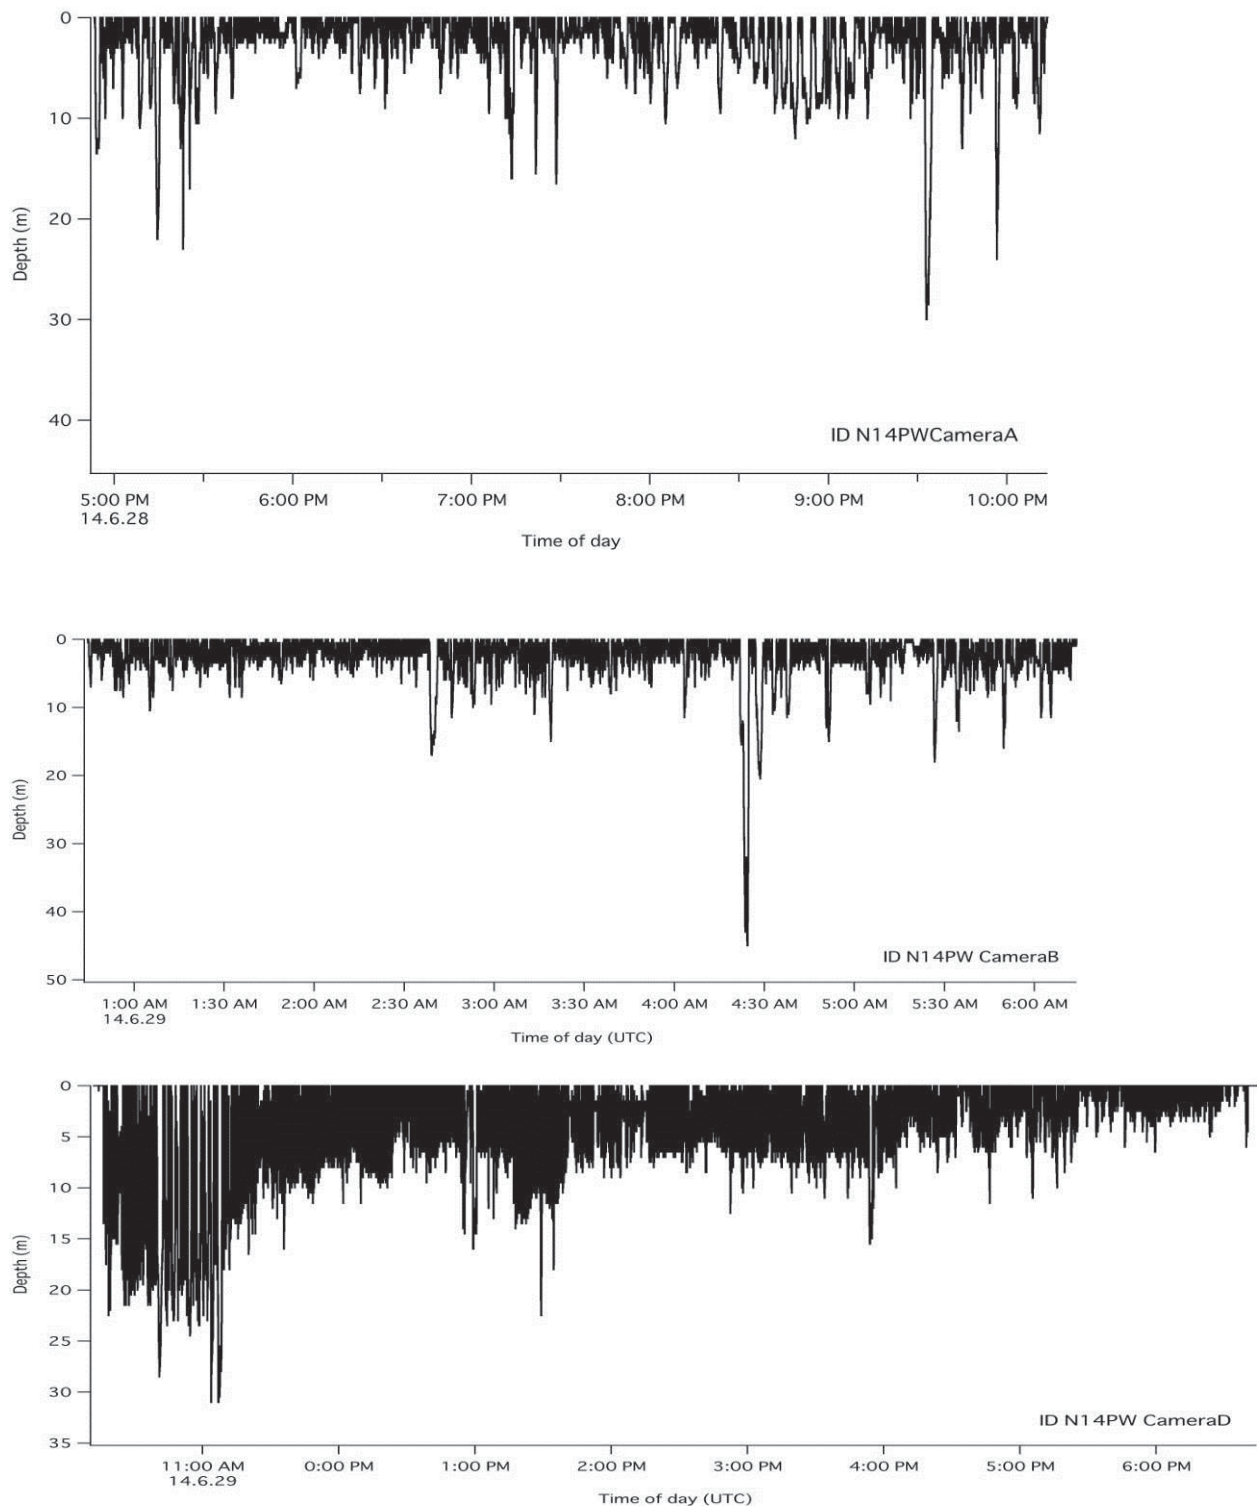 0
10
20
30
40
Depth (m)
ID N14PWCameraA
5:00 PM 6:00 PM 7:00 PM 8:00 PM 9:00 PM 10:00 PM
14.6.28
Time of day
0
10
20
30
40
50
Depth (m)
ID N14PW CameraB
1:00 AM 1:30 AM 2:00 AM 2:30 AM 3:00 AM 3:30 AM 4:00 AM 4:30 AM 5:00 AM 5:30 AM 6:00 AM
14.6.29
Time of day (UTC)
0
5
10
15
20
25
30
35
Depth (m)
ID N14PW CameraD
11:00 AM 0:00 PM 1:00 PM 2:00 PM 3:00 PM 4:00 PM 5:00 PM 6:00 PM
14.6.29
Time of day (UTC)